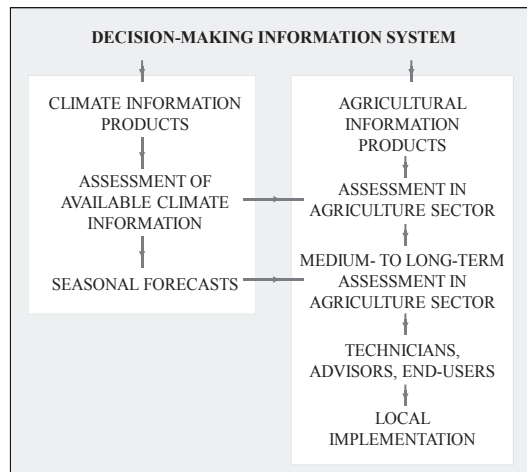 DECISION-MAKING INFORMATION SYSTEM
CLIMATE INFORMATION
PRODUCTS
ASSESSMENT OF
AVAILABLE CLIMATE
INFORMATION
SEASONAL FORECASTS
AGRICULTURAL
INFORMATION
PRODUCTS
ASSESSMENT IN
AGRICULTURE SECTOR
MEDIUM- TO LONG-TERM
ASSESSMENT IN
AGRICULTURE SECTOR
TECHNICIANS,
ADVISORS, END-USERS
LOCAL
IMPLEMENTATION